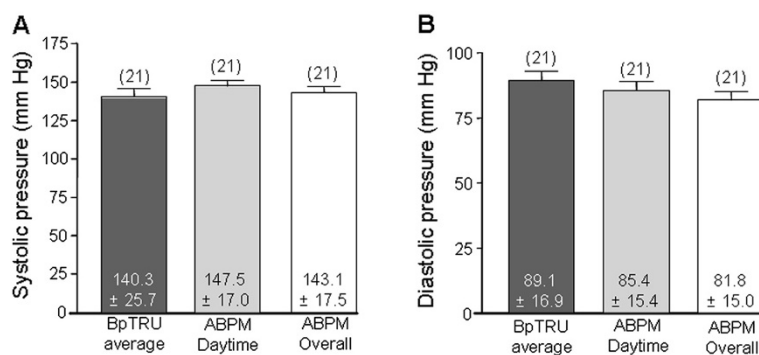 A
Systolic pressure (mm Hg)
175
150
125
100
75
50
25
0
(21)
(21)
(21)
140.3
± 25.7
147.5
± 17.0
143.1
± 17.5
BpTRU
average
ABPM
Daytime
ABPM
Overall
B
Diastolic pressure (mm Hg)
100
75
50
25
0
(21)
(21)
(21)
89.1
± 16.9
85.4
± 15.4
81.8
± 15.0
BpTRU
average
ABPM
Daytime
ABPM
Overall